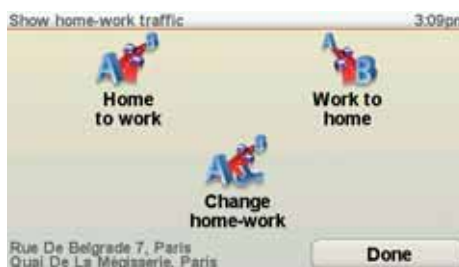 Show home-work traffic 3:09pm
A B
A B
Home
to work
Work to
home
A B
Change
home-work
Rue De Belgrade 7, Paris
Quai De La Mégisserie, Paris
Done